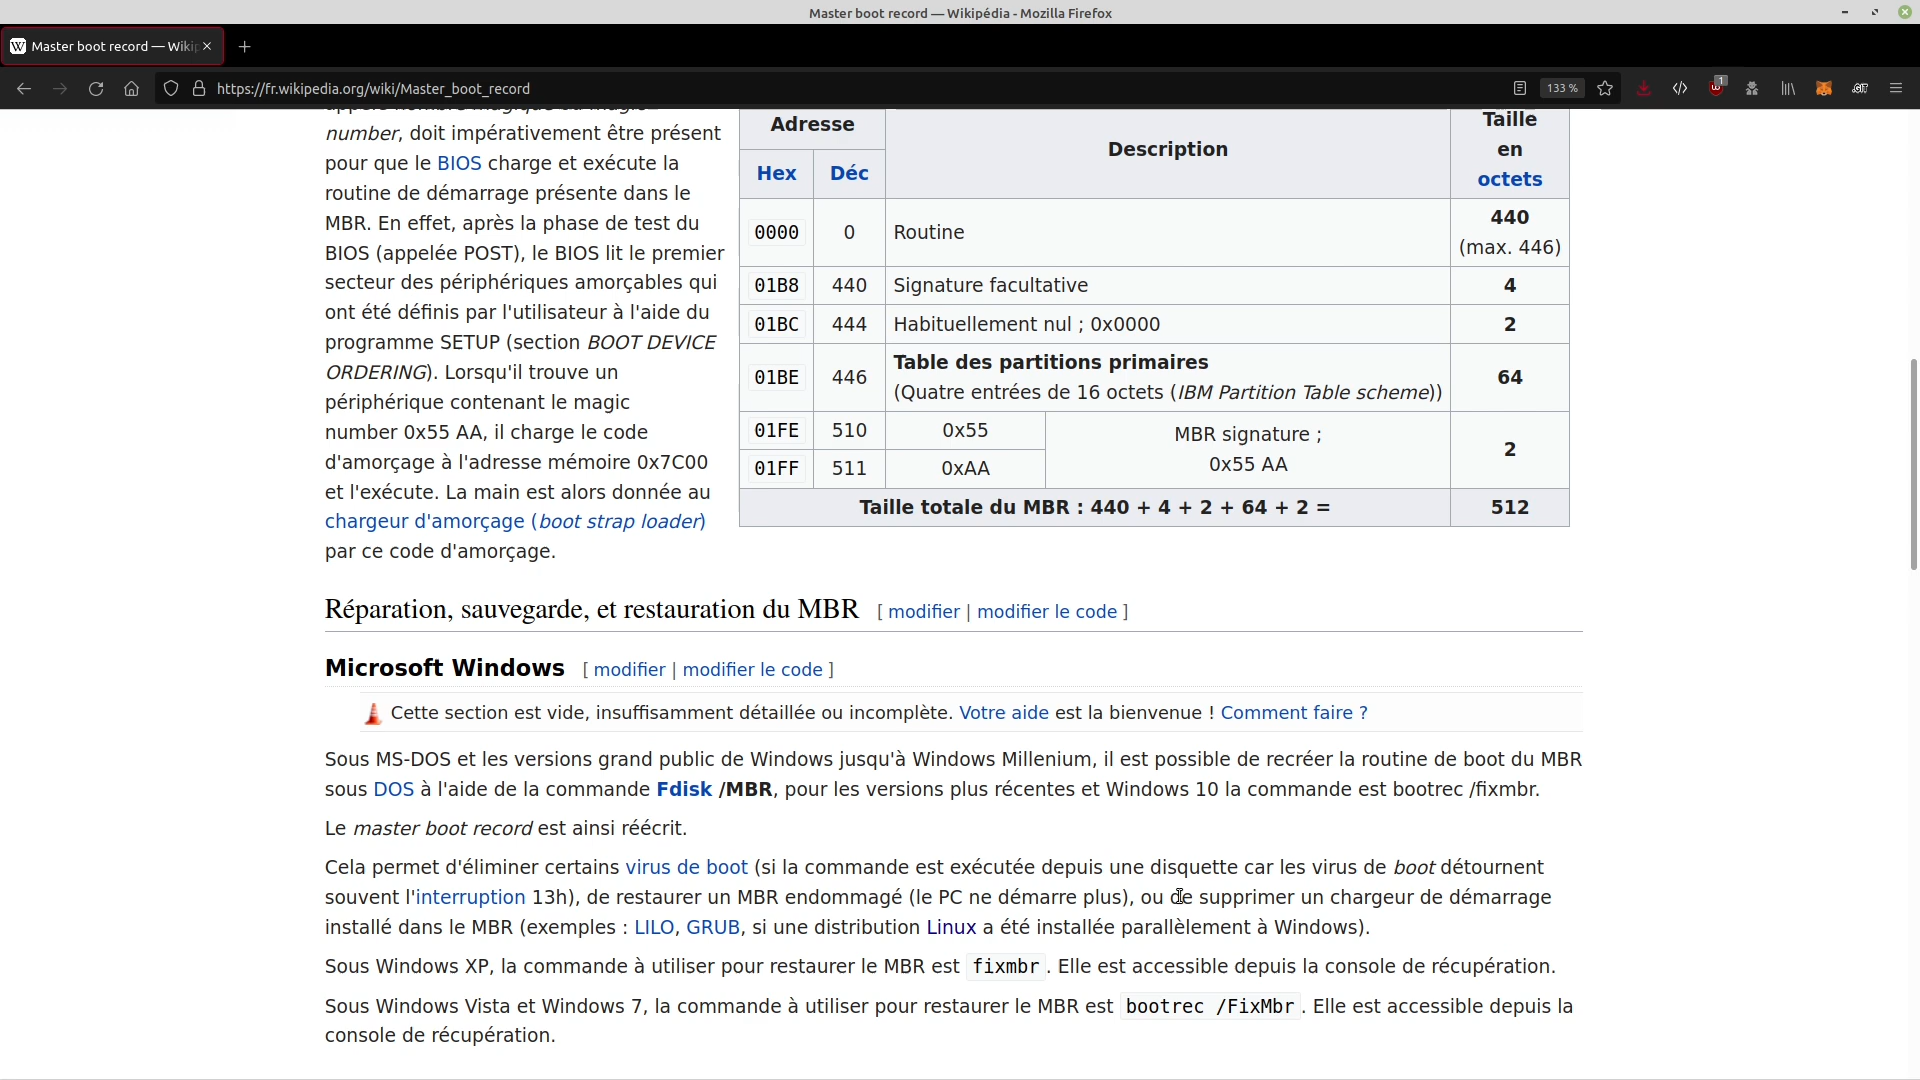 Master boot record — Wikipédia - Mozilla Firefox
Master boot record — Wikip
https://fr.wikipedia.org/wiki/Master_boot_record
133 %
1
number, doit impérativement être présent
pour que le BIOS charge et exécute la
routine de démarrage présente dans le
MBR. En effet, après la phase de test du
BIOS (appelée POST), le BIOS lit le premier
secteur des périphériques amorçables qui
ont été définis par l'utilisateur à l'aide du
programme SETUP (section BOOT DEVICE
ORDERING). Lorsqu'il trouve un
périphérique contenant le magic
number 0x55 AA, il charge le code
d'amorçage à l'adresse mémoire 0x7C00
et l'exécute. La main est alors donnée au
chargeur d'amorçage (boot strap loader)
par ce code d'amorçage.
Adresse
Description
Taille
en
octets
Hex Déc
0000 0 Routine 440
(max. 446)
01B8 440 Signature facultative 4
01BC 444 Habituellement nul ; 0x0000 2
01BE 446 Table des partitions primaires
(Quatre entrées de 16 octets (IBM Partition Table scheme)) 64
01FE 510 0x55 MBR signature ;
0x55 AA 2
01FF 511 0xAA
Taille totale du MBR : 440 + 4 + 2 + 64 + 2 = 512
Réparation, sauvegarde, et restauration du MBR [ modifier | modifier le code ]
Microsoft Windows [ modifier | modifier le code ]
Cette section est vide, insuffisamment détaillée ou incomplète. Votre aide est la bienvenue ! Comment faire ?
Sous MS-DOS et les versions grand public de Windows jusqu'à Windows Millenium, il est possible de recréer la routine de boot du MBR
sous DOS à l'aide de la commande Fdisk /MBR, pour les versions plus récentes et Windows 10 la commande est bootrec /fixmbr.
Le master boot record est ainsi réécrit.
Cela permet d'éliminer certains virus de boot (si la commande est exécutée depuis une disquette car les virus de boot détournent
souvent l'interruption 13h), de restaurer un MBR endommagé (le PC ne démarre plus), ou de supprimer un chargeur de démarrage
installé dans le MBR (exemples : LILO, GRUB, si une distribution Linux a été installée parallèlement à Windows).
Sous Windows XP, la commande à utiliser pour restaurer le MBR est fixmbr. Elle est accessible depuis la console de récupération.
Sous Windows Vista et Windows 7, la commande à utiliser pour restaurer le MBR est bootrec /FixMbr. Elle est accessible depuis la
console de récupération.